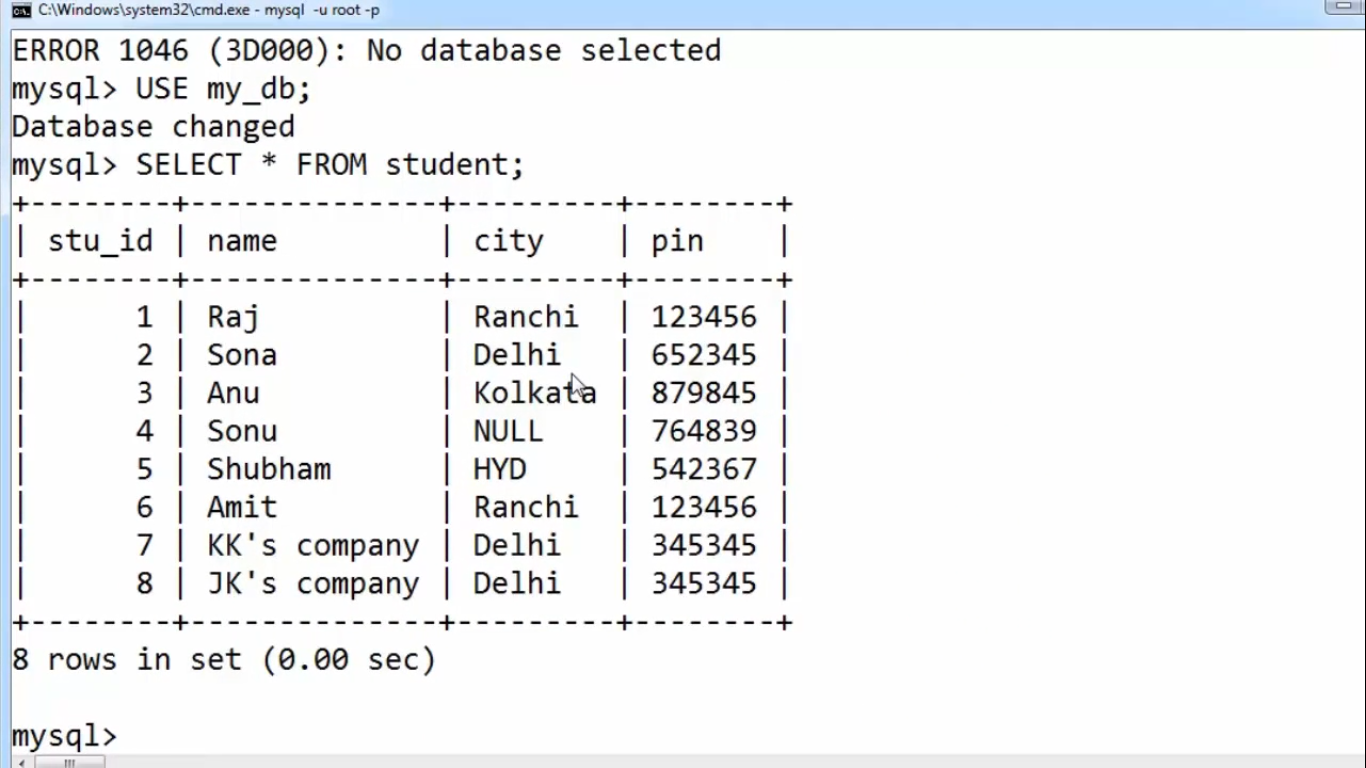 C:\Windows\system32\cmd.exe - mysql  -u root -p
ERROR 1046 (3D000): No database selected
mysql> USE my_db;
Database changed
mysql> SELECT * FROM student;
+--------+--------------+---------+--------+
| stu_id | name         | city    | pin    |
+--------+--------------+---------+--------+
|      1 | Raj          | Ranchi  | 123456 |
|      2 | Sona         | Delhi   | 652345 |
|      3 | Anu          | Kolkata | 879845 |
|      4 | Sonu         | NULL    | 764839 |
|      5 | Shubham      | HYD     | 542367 |
|      6 | Amit         | Ranchi  | 123456 |
|      7 | KK's company | Delhi   | 345345 |
|      8 | JK's company | Delhi   | 345345 |
+--------+--------------+---------+--------+
8 rows in set (0.00 sec)
mysql>